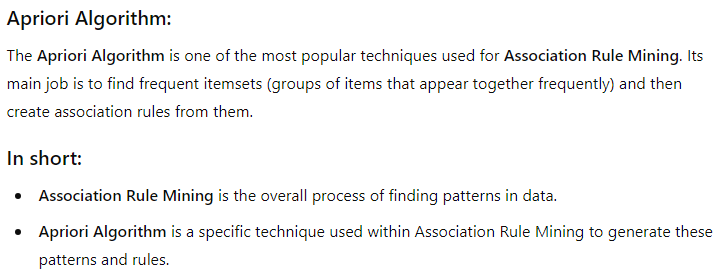 Apriori Algorithm:
The Apriori Algorithm is one of the most popular techniques used for Association Rule Mining. Its
main job is to find frequent itemsets (groups of items that appear together frequently) and then
create association rules from them.
In short:
• Association Rule Mining is the overall process of finding patterns in data.
• Apriori Algorithm is a specific technique used within Association Rule Mining to generate these
patterns and rules.